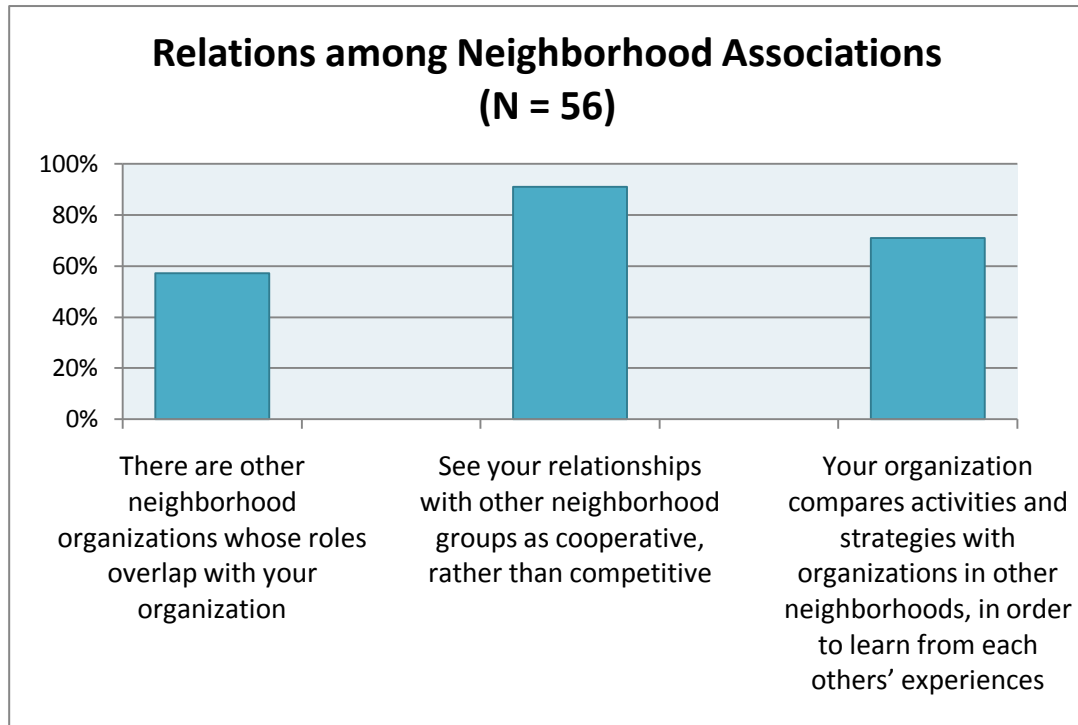 Relations among Neighborhood Associations
(N = 56)
100%
80%
60%
40%
20%
0%
There are other
neighborhood
organizations whose roles
overlap with your
organization
See your relationships
with other neighborhood
groups as cooperative,
rather than competitive
Your organization
compares activities and
strategies with
organizations in other
neighborhoods, in order
to learn from each
others’ experiences